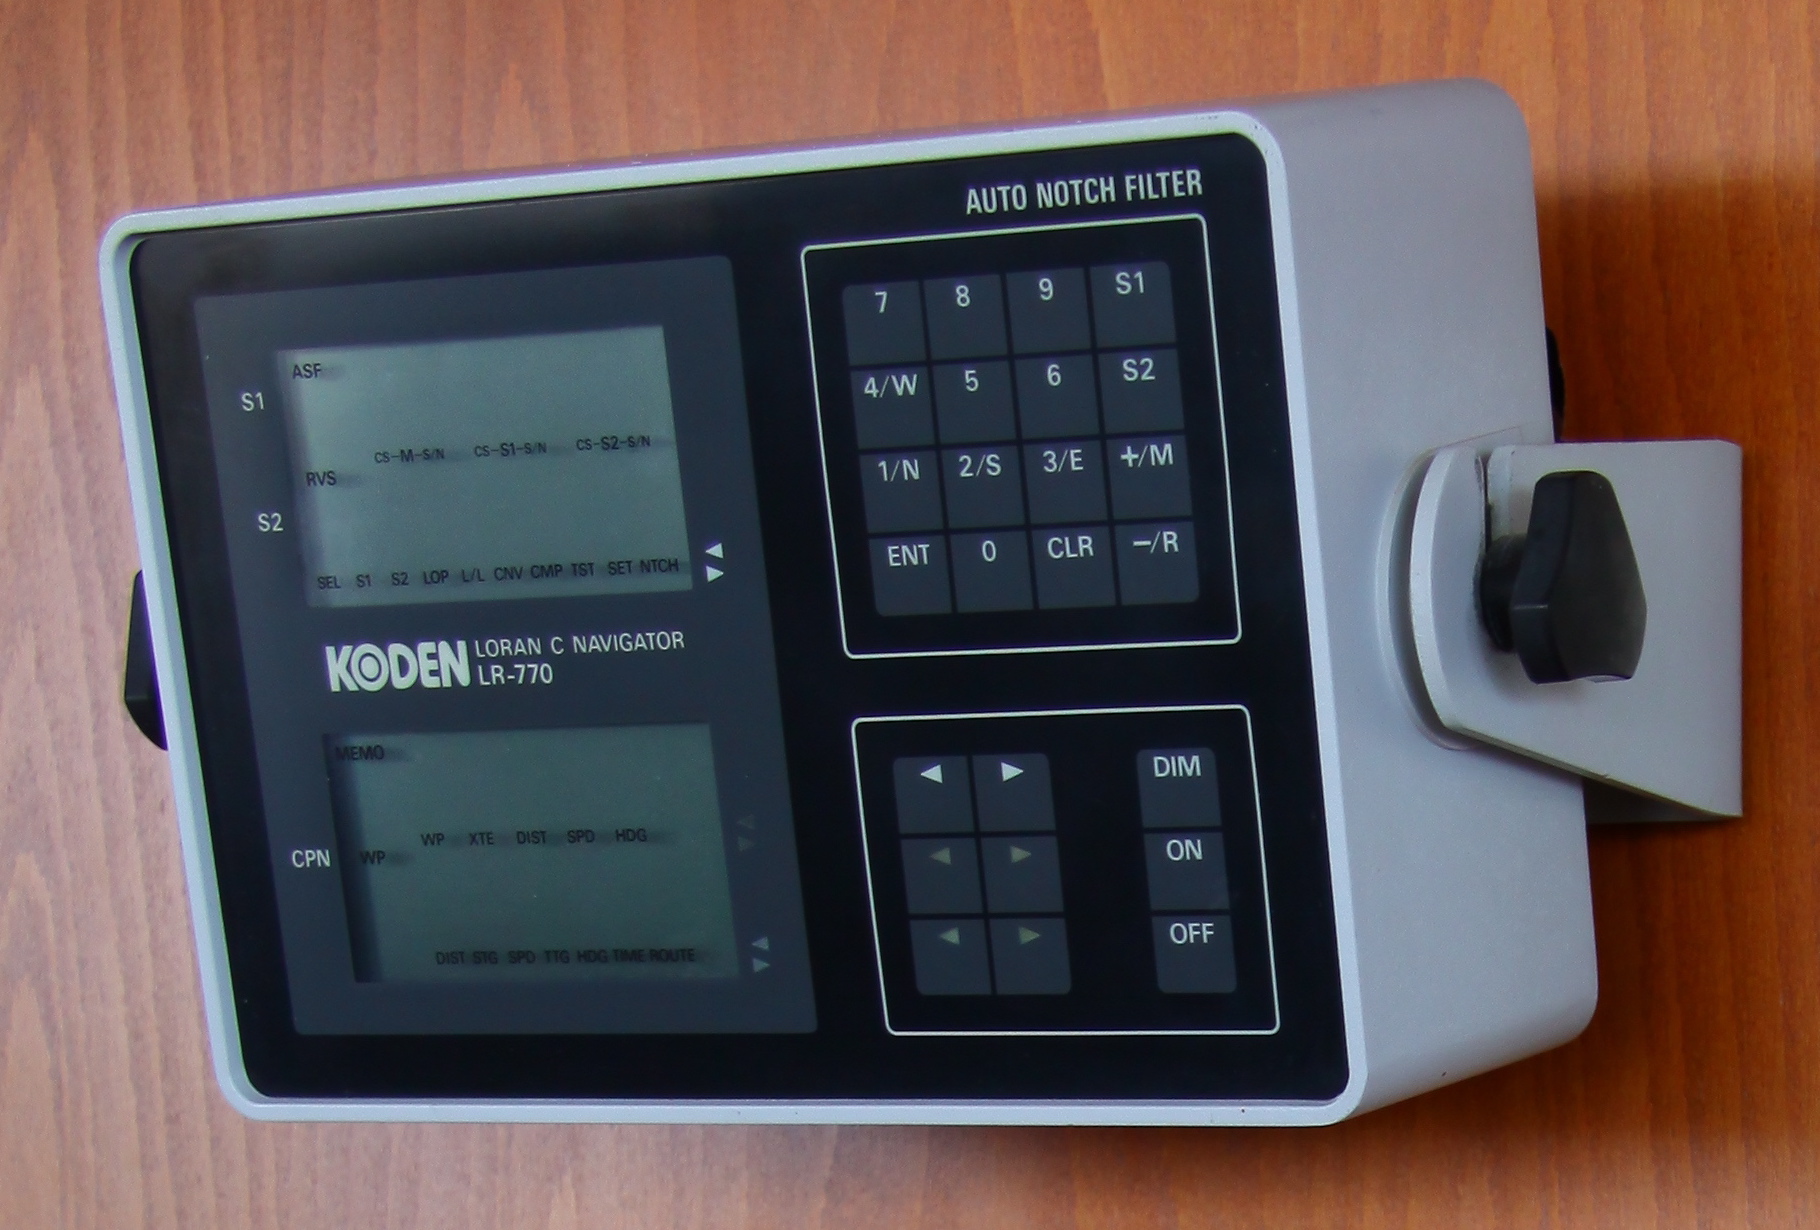 AUTO NOTCH FILTER
ASF
S1
CS-M-S/N CS-S1-S/N CS-S2-S/N
RVS
S2
SEL S1 S2 LOP L/L CNV CMP TST SET NTCH
KODEN LORAN C NAVIGATOR
LR-770
MEMO
WP XTE DIST SPD HDG
CPN WP
DIST STG SPD TTG HDG TIME ROUTE
7 8 9 S1
4/W 5 6 S2
1/N 2/S 3/E +/M
ENT 0 CLR −/R
DIM
ON
OFF